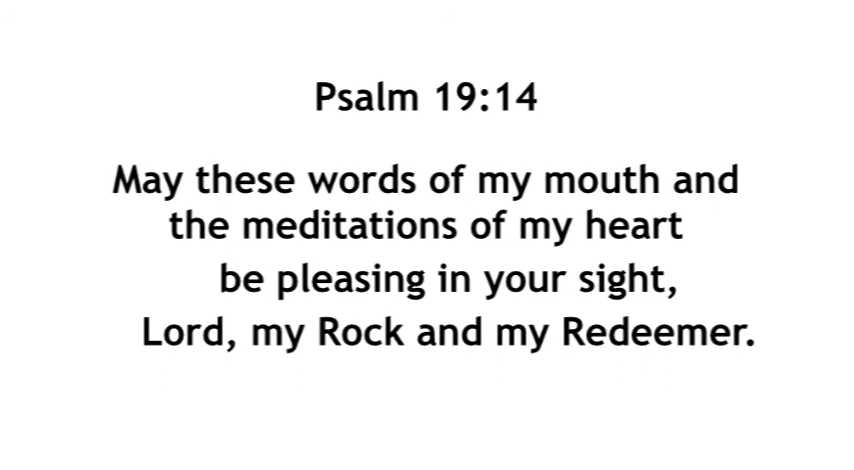 Psalm 19:14
May these words of my mouth and
the meditations of my heart
be pleasing in your sight,
Lord, my Rock and my Redeemer.